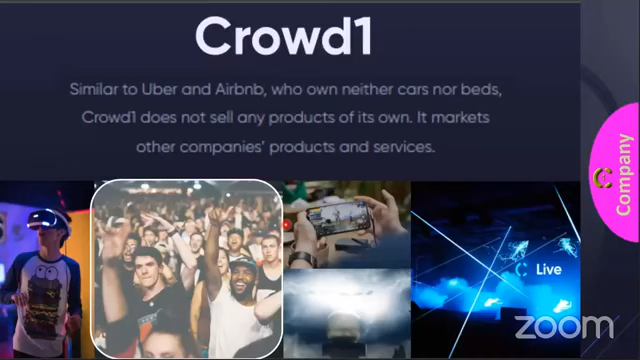 Crowd1
Similar to Uber and Airbnb, who own neither cars nor beds,
Crowd1 does not sell any products of its own. It markets
other companies' products and services.
Company
Live
zoom